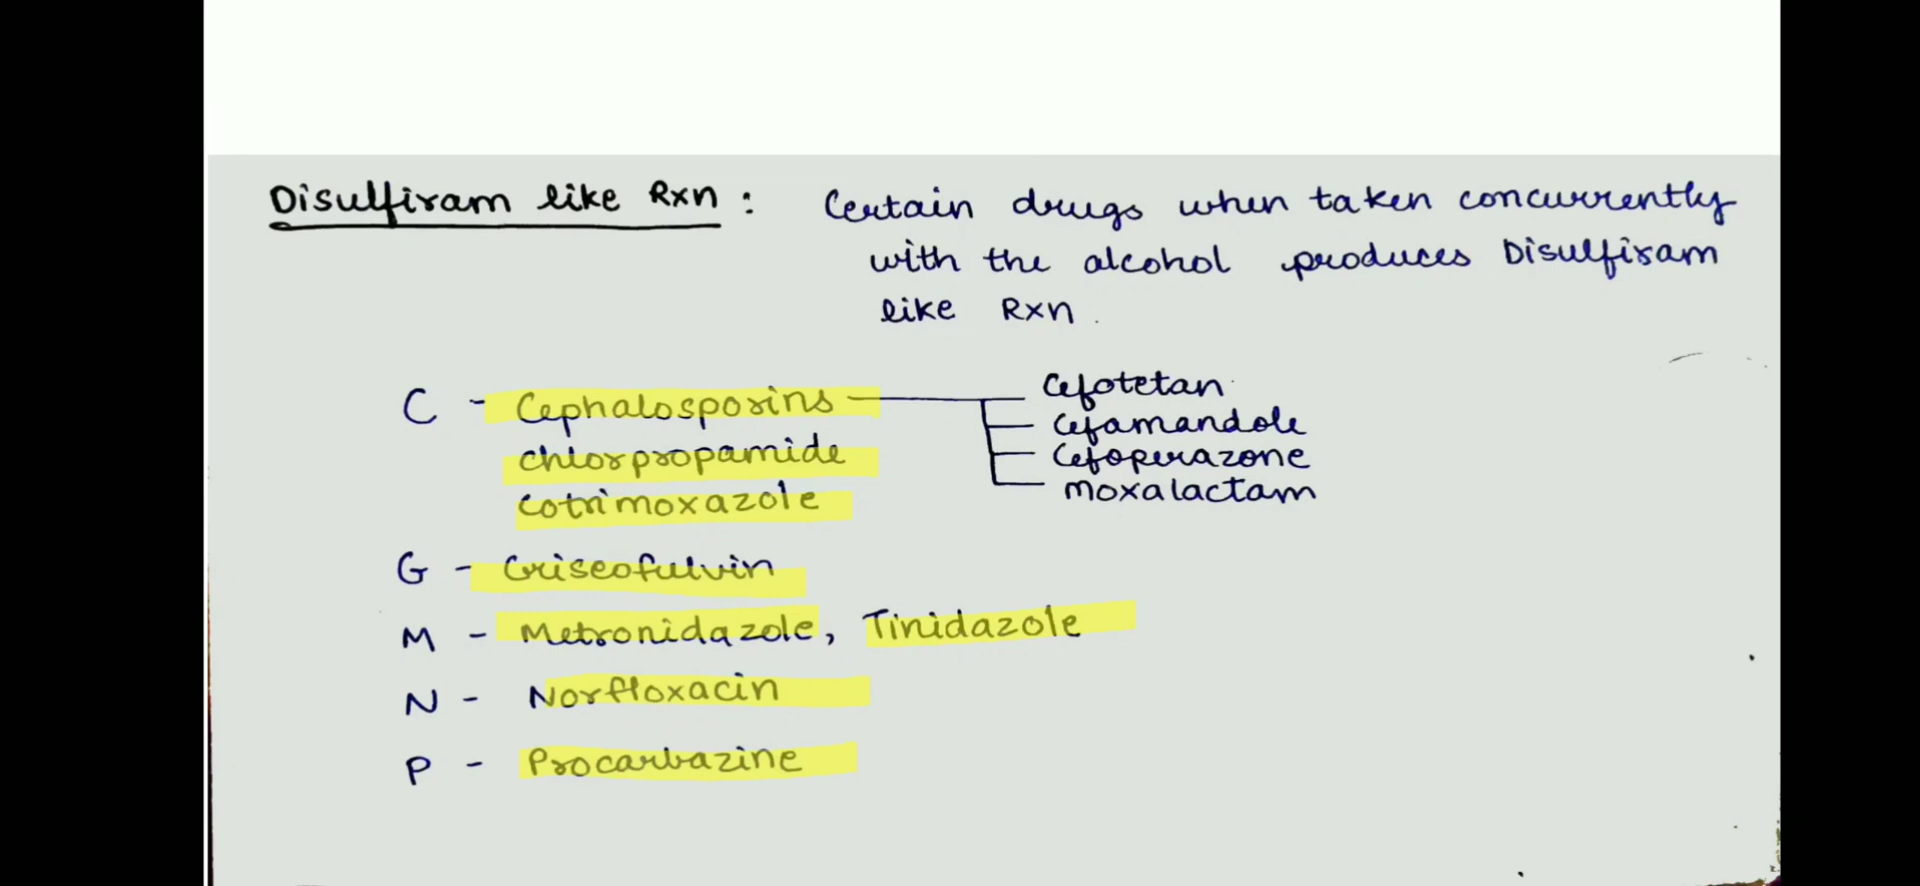 Disulfiram like Rxn : Certain drugs when taken concurrently
with the alcohol produces Disulfiram
like Rxn.
C - Cephalosporins Cefotetan
Cefamandole
chlorpropamide Cefoperazone
Cotrimoxazole Moxalactam
G - Griseofulvin
M - Metronidazole, Tinidazole
N - Norfloxacin
P - Procarbazine